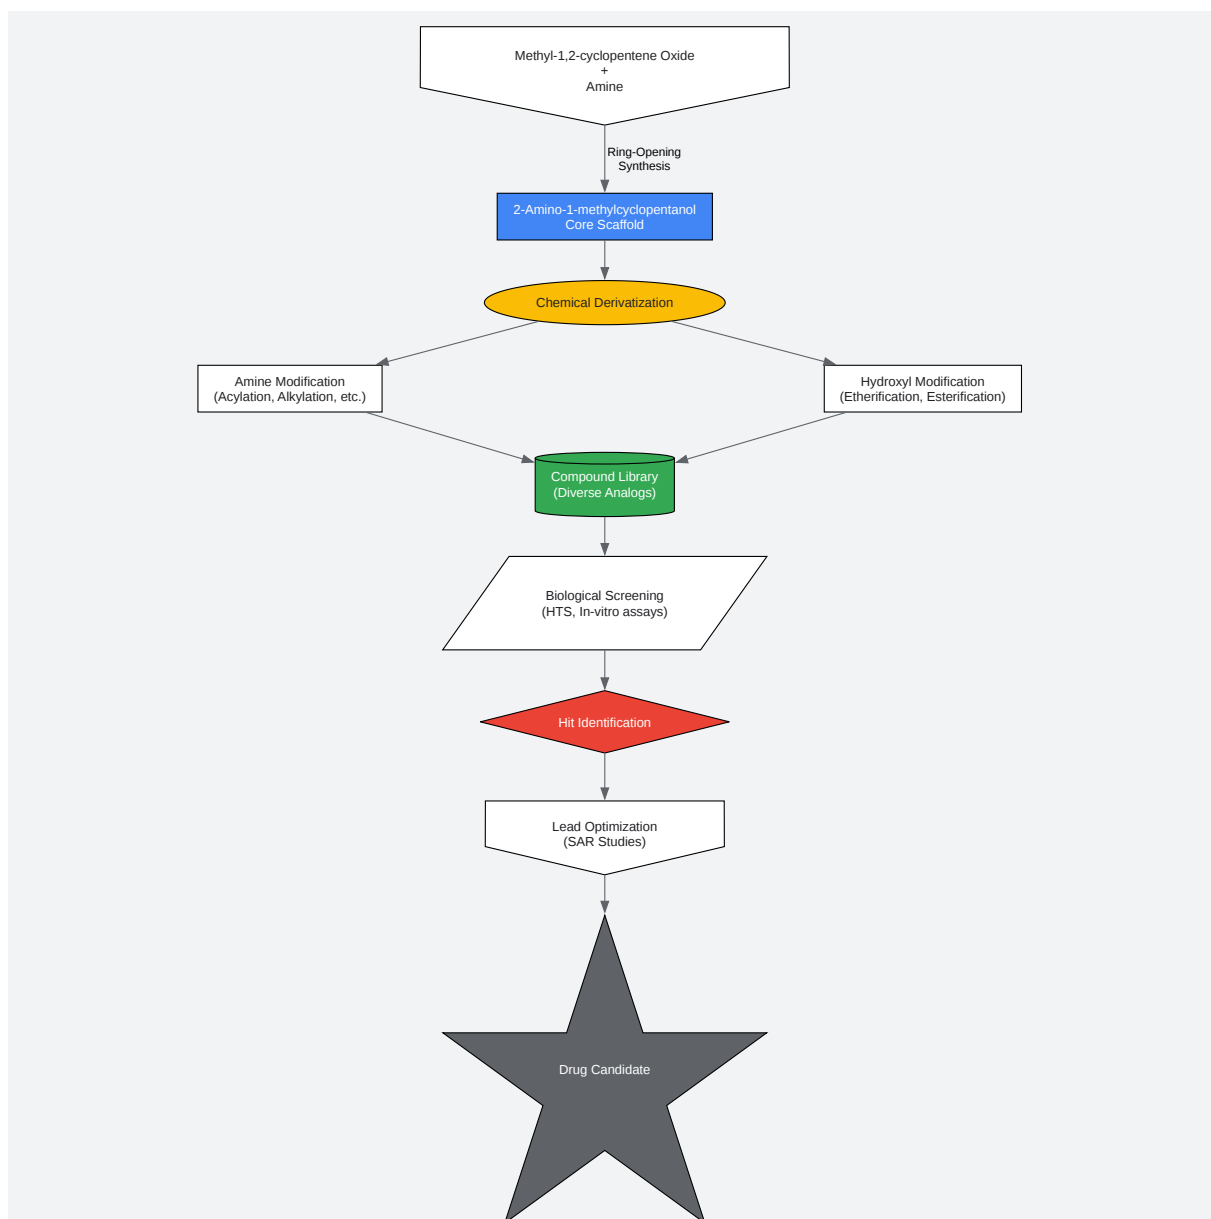 Methyl-1,2-cyclopentene Oxide
+
Amine
Ring-Opening
Synthesis
2-Amino-1-methylcyclopentanol
Core Scaffold
Chemical Derivatization
Amine Modification
(Acylation, Alkylation, etc.)
Hydroxyl Modification
(Etherification, Esterification)
Compound Library
(Diverse Analogs)
Biological Screening
(HTS, In-vitro assays)
Hit Identification
Lead Optimization
(SAR Studies)
Drug Candidate